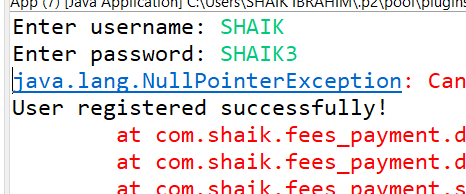 App (7) [Java Application] C:\Users\SHAIK IBRAHIM\.p2\pool\plugins
Enter username: SHAIK
Enter password: SHAIK3
java.lang.NullPointerException: Can
User registered successfully!
at com.shaik.fees_payment.d
at com.shaik.fees_payment.d
at com.shaik.fees_payment.s